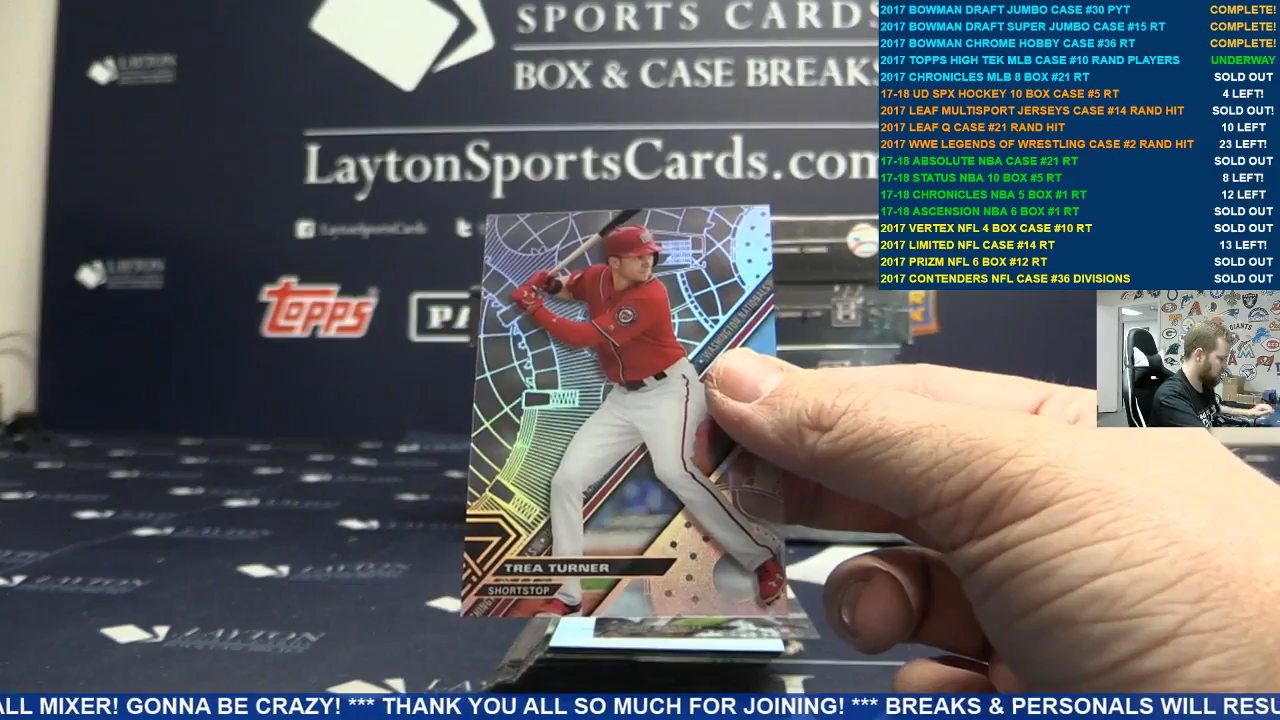 SPORTS CARDS
BOX & CASE BREAKS
LaytonSportsCards.com
LaytonSportsCards
LAYTON
LAYTON
TOPPS
PA
WASHINGTON NATIONALS
TREA TURNER
SHORTSTOP
LAYTON
2017 BOWMAN DRAFT JUMBO CASE #30 PYT COMPLETE!
2017 BOWMAN DRAFT SUPER JUMBO CASE #15 RT COMPLETE!
2017 BOWMAN CHROME HOBBY CASE #36 RT COMPLETE!
2017 TOPPS HIGH TEK MLB CASE #10 RAND PLAYERS UNDERWAY
2017 CHRONICLES MLB 8 BOX #21 RT SOLD OUT
17-18 UD SPX HOCKEY 10 BOX CASE #5 RT 4 LEFT!
2017 LEAF MULTISPORT JERSEYS CASE #14 RAND HIT SOLD OUT!
2017 LEAF Q CASE #21 RAND HIT 10 LEFT
2017 WWE LEGENDS OF WRESTLING CASE #2 RAND HIT 23 LEFT!
17-18 ABSOLUTE NBA CASE #21 RT SOLD OUT
17-18 STATUS NBA 10 BOX #5 RT 8 LEFT!
17-18 CHRONICLES NBA 5 BOX #1 RT 12 LEFT
17-18 ASCENSION NBA 6 BOX #1 RT SOLD OUT
2017 VERTEX NFL 4 BOX CASE #10 RT SOLD OUT
2017 LIMITED NFL CASE #14 RT 13 LEFT!
2017 PRIZM NFL 6 BOX #12 RT SOLD OUT
2017 CONTENDERS NFL CASE #36 DIVISIONS SOLD OUT
GIANTS
ALL MIXER! GONNA BE CRAZY! *** THANK YOU ALL SO MUCH FOR JOINING! *** BREAKS & PERSONALS WILL RESU